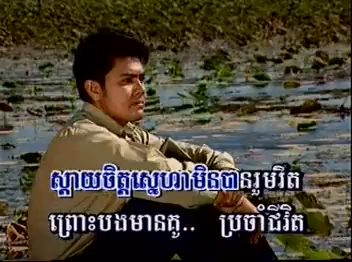 ស្ដាយចិត្តស្នេហាមិនបានរួមរិត
ព្រោះបងមានគូ.. ប្រចាំជីវិត